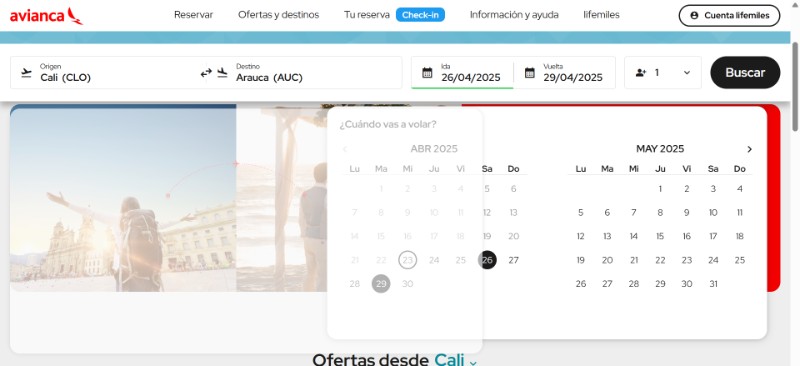 avianca
Reservar
Ofertas y destinos
Tu reserva
Check-in
Información y ayuda
lifemiles
Cuenta lifemiles
Origen
Cali (CLO)
Destino
Arauca (AUC)
Ida
26/04/2025
Vuelta
29/04/2025
1
Buscar
¿Cuándo vas a volar?
ABR 2025
Lu Ma Mi Ju Vi Sa Do
1 2 3 4 5 6
7 8 9 10 11 12 13
14 15 16 17 18 19 20
21 22 23 24 25 26 27
28 29 30
MAY 2025
Lu Ma Mi Ju Vi Sa Do
1 2 3 4
5 6 7 8 9 10 11
12 13 14 15 16 17 18
19 20 21 22 23 24 25
26 27 28 29 30 31
Ofertas desde Cali